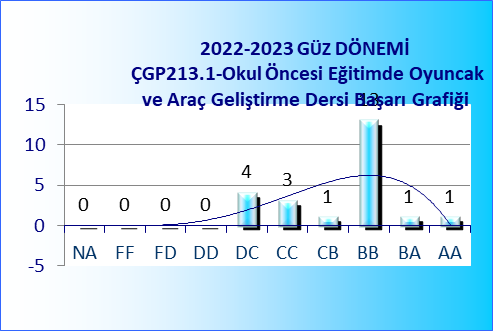 2022-2023 GÜZ DÖNEMİ
ÇGP213.1-Okul Öncesi Eğitimde Oyuncak
ve Araç Geliştirme Dersi Başarı Grafiği
15
10
5
0
-5
0 0 0 0 4 3 1 13 1 1
NA FF FD DD DC CC CB BB BA AA